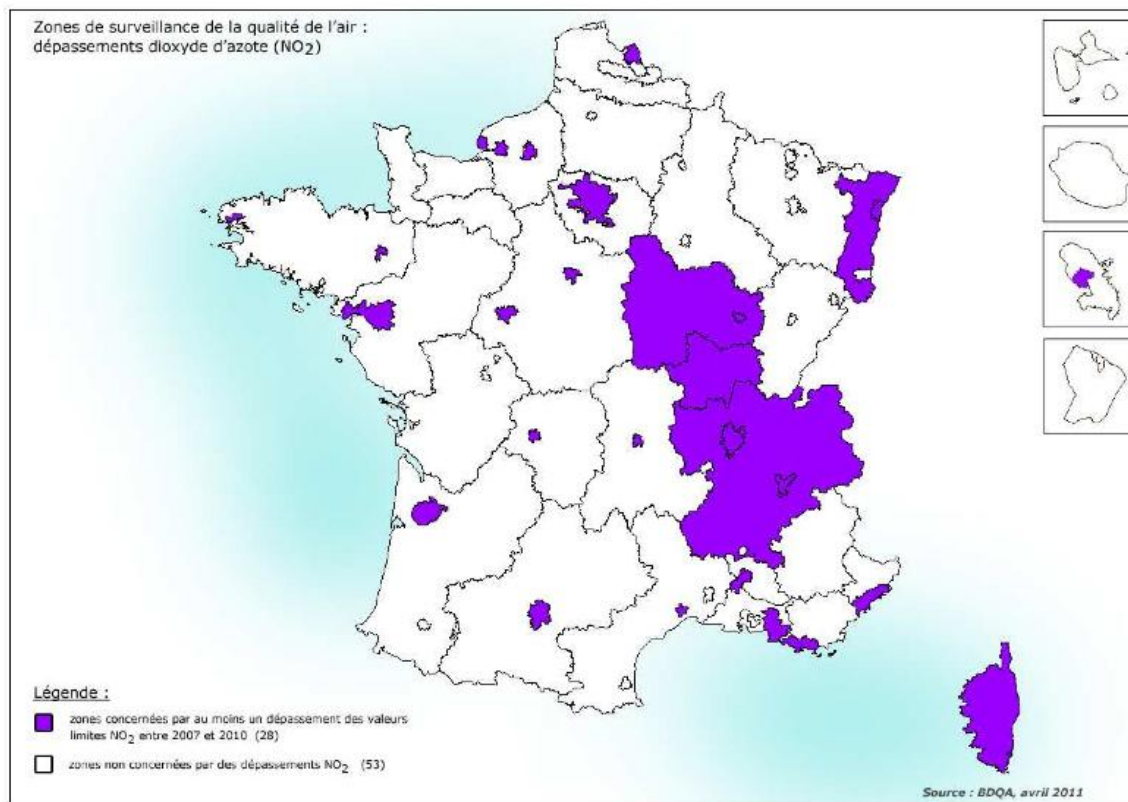 Zones de surveillance de la qualité de l'air :
dépassements dioxyde d'azote (NO2)
Légende :
zones concernées par au moins un dépassement des valeurs
limites NO2 entre 2007 et 2010 (28)
zones non concernées par des dépassements NO2 (53)
Source : BDQA, avril 2011